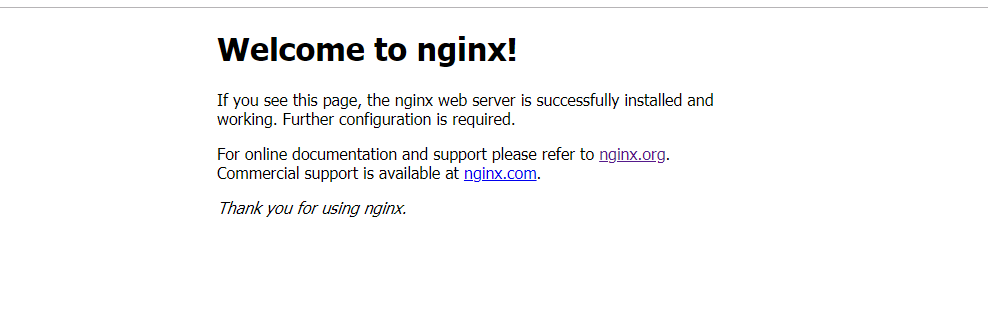 Welcome to nginx!
If you see this page, the nginx web server is successfully installed and
working. Further configuration is required.
For online documentation and support please refer to nginx.org.
Commercial support is available at nginx.com.
Thank you for using nginx.